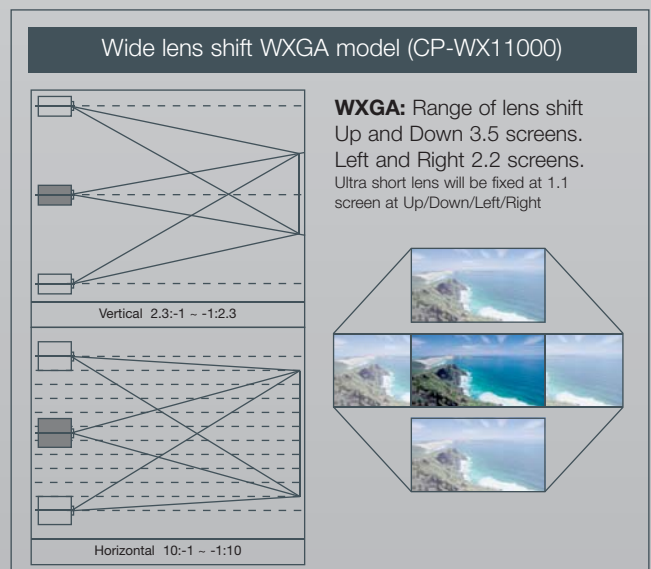 Wide lens shift WXGA model (CP-WX11000)
WXGA: Range of lens shift
Up and Down 3.5 screens.
Left and Right 2.2 screens.
Ultra short lens will be fixed at 1.1
screen at Up/Down/Left/Right
Vertical 2.3:-1 ~ -1:2.3
Horizontal 10:-1 ~ -1:10